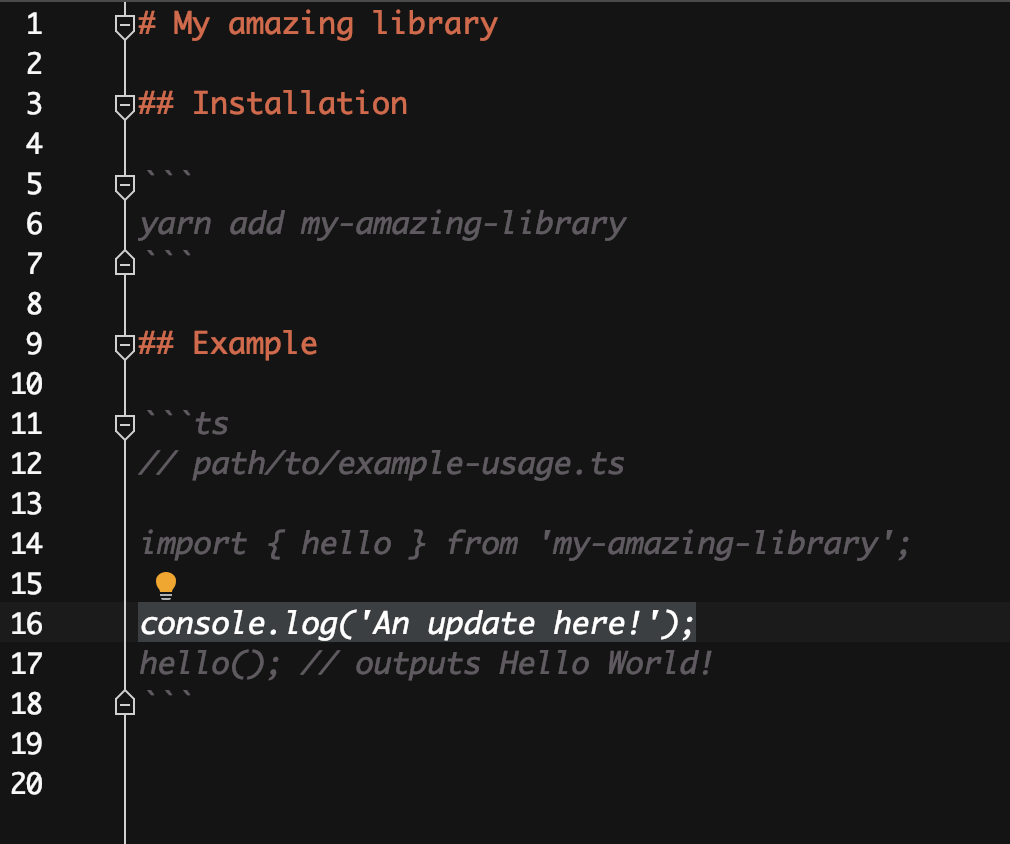 1 # My amazing library
2
3 ## Installation
4
5 ```
6 yarn add my-amazing-library
7 ```
8
9 ## Example
10
11 ```ts
12 // path/to/example-usage.ts
13
14 import { hello } from 'my-amazing-library';
15
16 console.log('An update here!');
17 hello(); // outputs Hello World!
18 ```
19
20